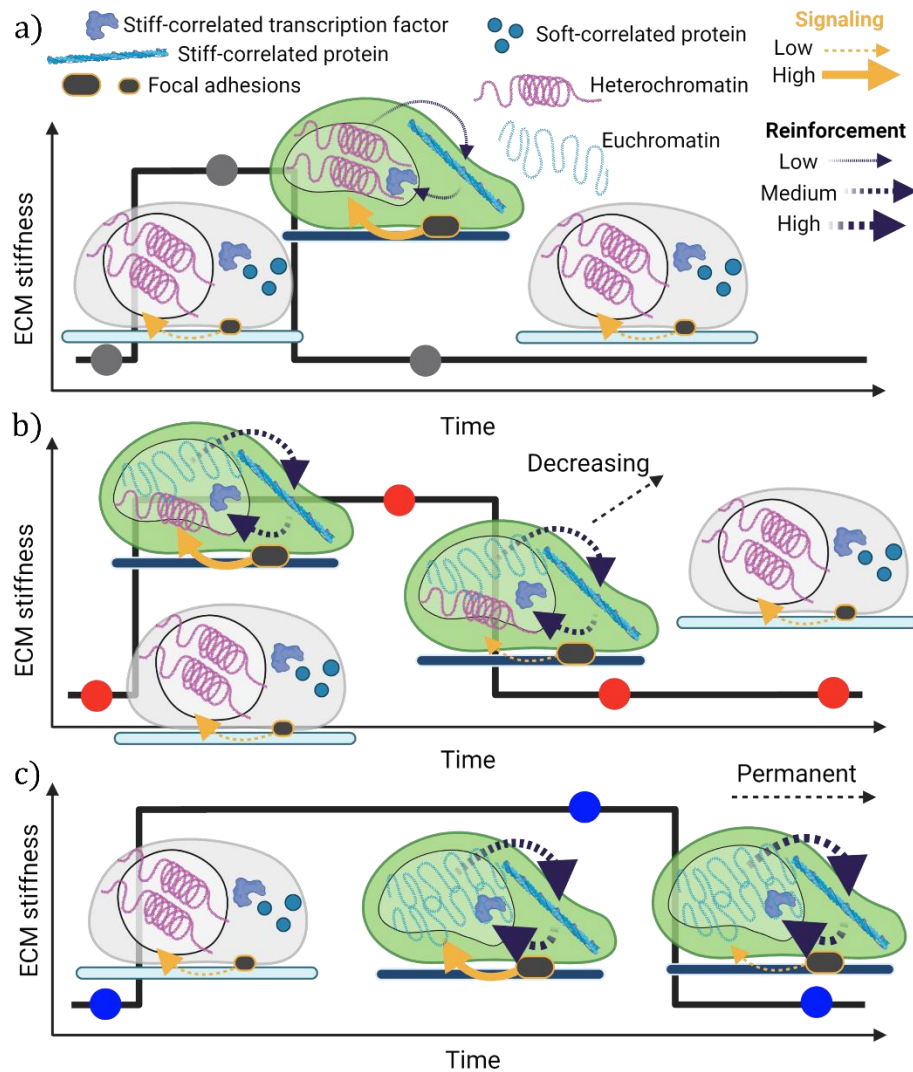 a)
Stiff-correlated transcription factor
Stiff-correlated protein
Focal adhesions
Soft-correlated protein
Heterochromatin
Euchromatin
Signaling
Low
High
Reinforcement
Low
Medium
High
ECM stiffness
Time
b)
Decreasing
ECM stiffness
Time
c)
Permanent
ECM stiffness
Time